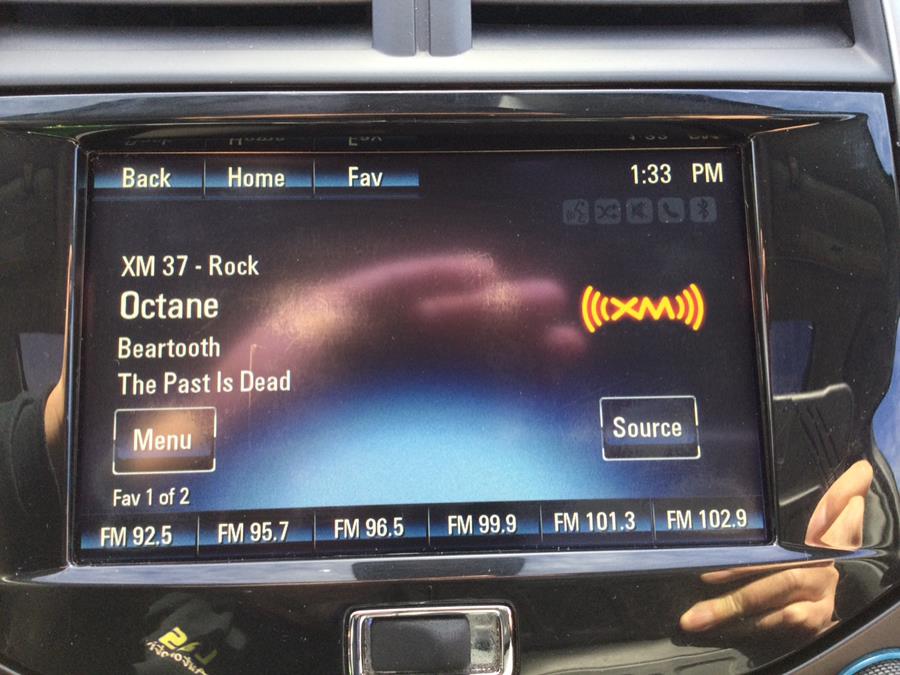 Back Home Fav 1:33 PM
XM 37 - Rock
Octane
XM
Beartooth
The Past Is Dead
Menu Source
Fav 1 of 2
FM 92.5 FM 95.7 FM 96.5 FM 99.9 FM 101.3 FM 102.9